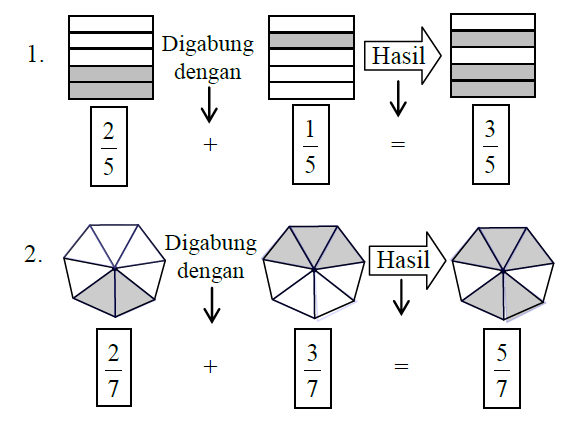 1. Digabung dengan Hasil
2/5 + 1/5 = 3/5
2. Digabung dengan Hasil
2/7 + 3/7 = 5/7